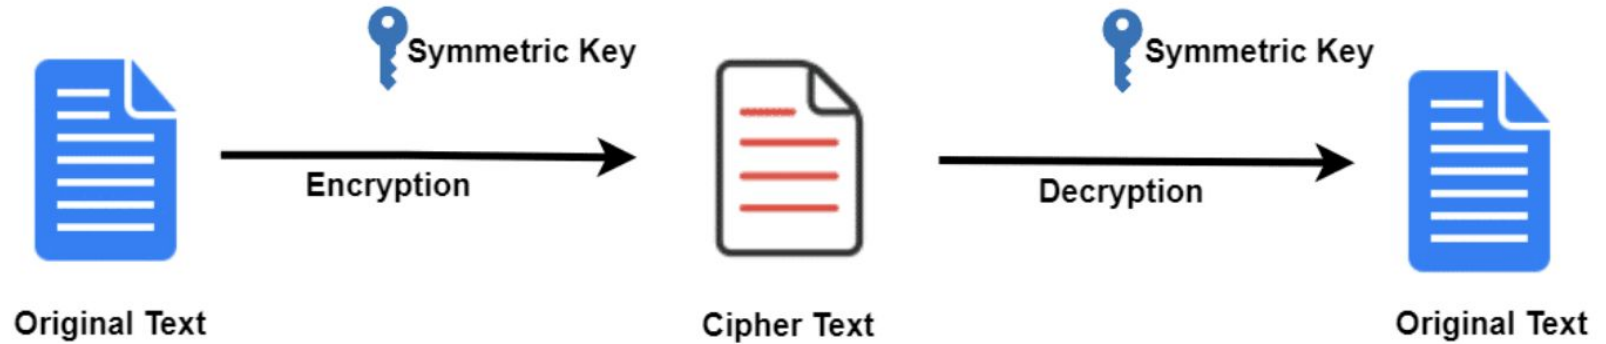 Symmetric Key
Symmetric Key
Encryption
Decryption
Original Text
Cipher Text
Original Text